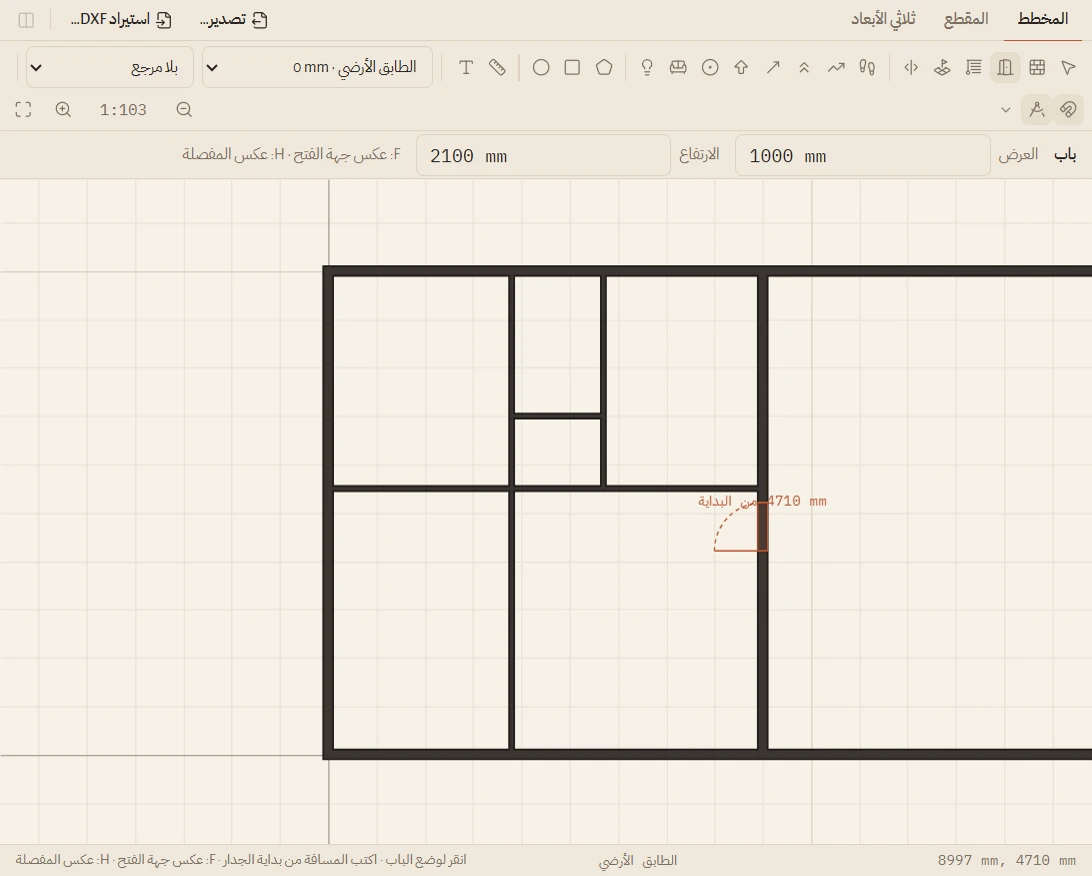 المخطط
المقطع
ثلاثي الأبعاد
تصدير...
استيراد DXF...
الطابق الأرضي · 0 mm
بلا مرجع
1:103
باب
العرض
1000 mm
الارتفاع
2100 mm
F: عكس جهة الفتح · H: عكس المفصلة
4710 mm من البداية
8997 mm, 4710 mm
الطابق الأرضي
انقر لوضع الباب · اكتب المسافة من بداية الجدار · F: عكس جهة الفتح · H: عكس المفصلة